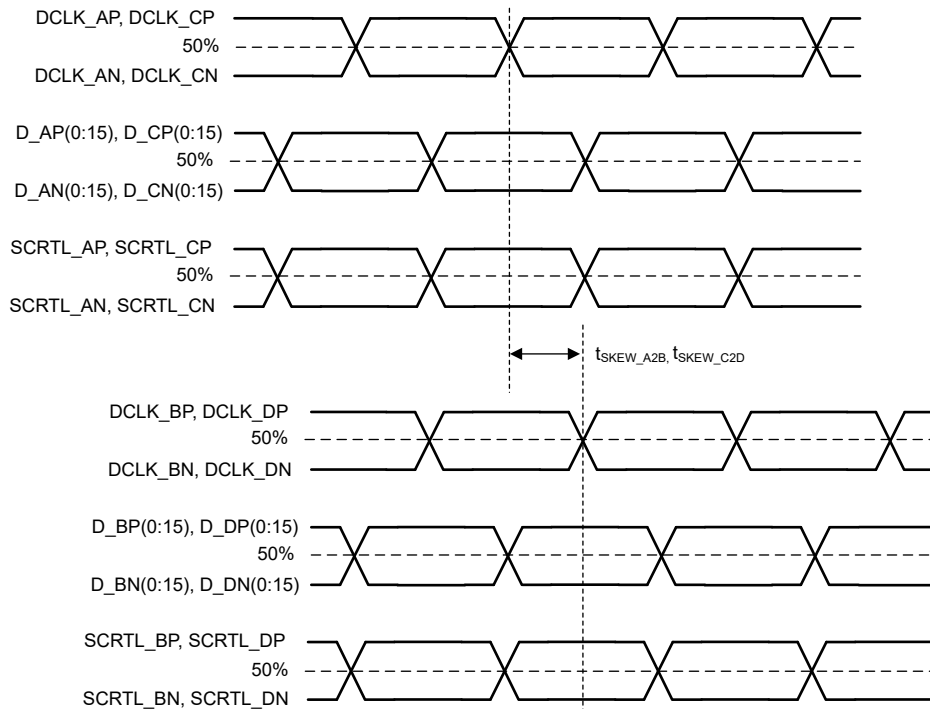 DCLK_AP, DCLK_CP
50%
DCLK_AN, DCLK_CN
D_AP(0:15), D_CP(0:15)
50%
D_AN(0:15), D_CN(0:15)
SCRTL_AP, SCRTL_CP
50%
SCRTL_AN, SCRTL_CN
tSKEW_A2B, tSKEW_C2D
DCLK_BP, DCLK_DP
50%
DCLK_BN, DCLK_DN
D_BP(0:15), D_DP(0:15)
50%
D_BN(0:15), D_DN(0:15)
SCRTL_BP, SCRTL_DP
50%
SCRTL_BN, SCRTL_DN